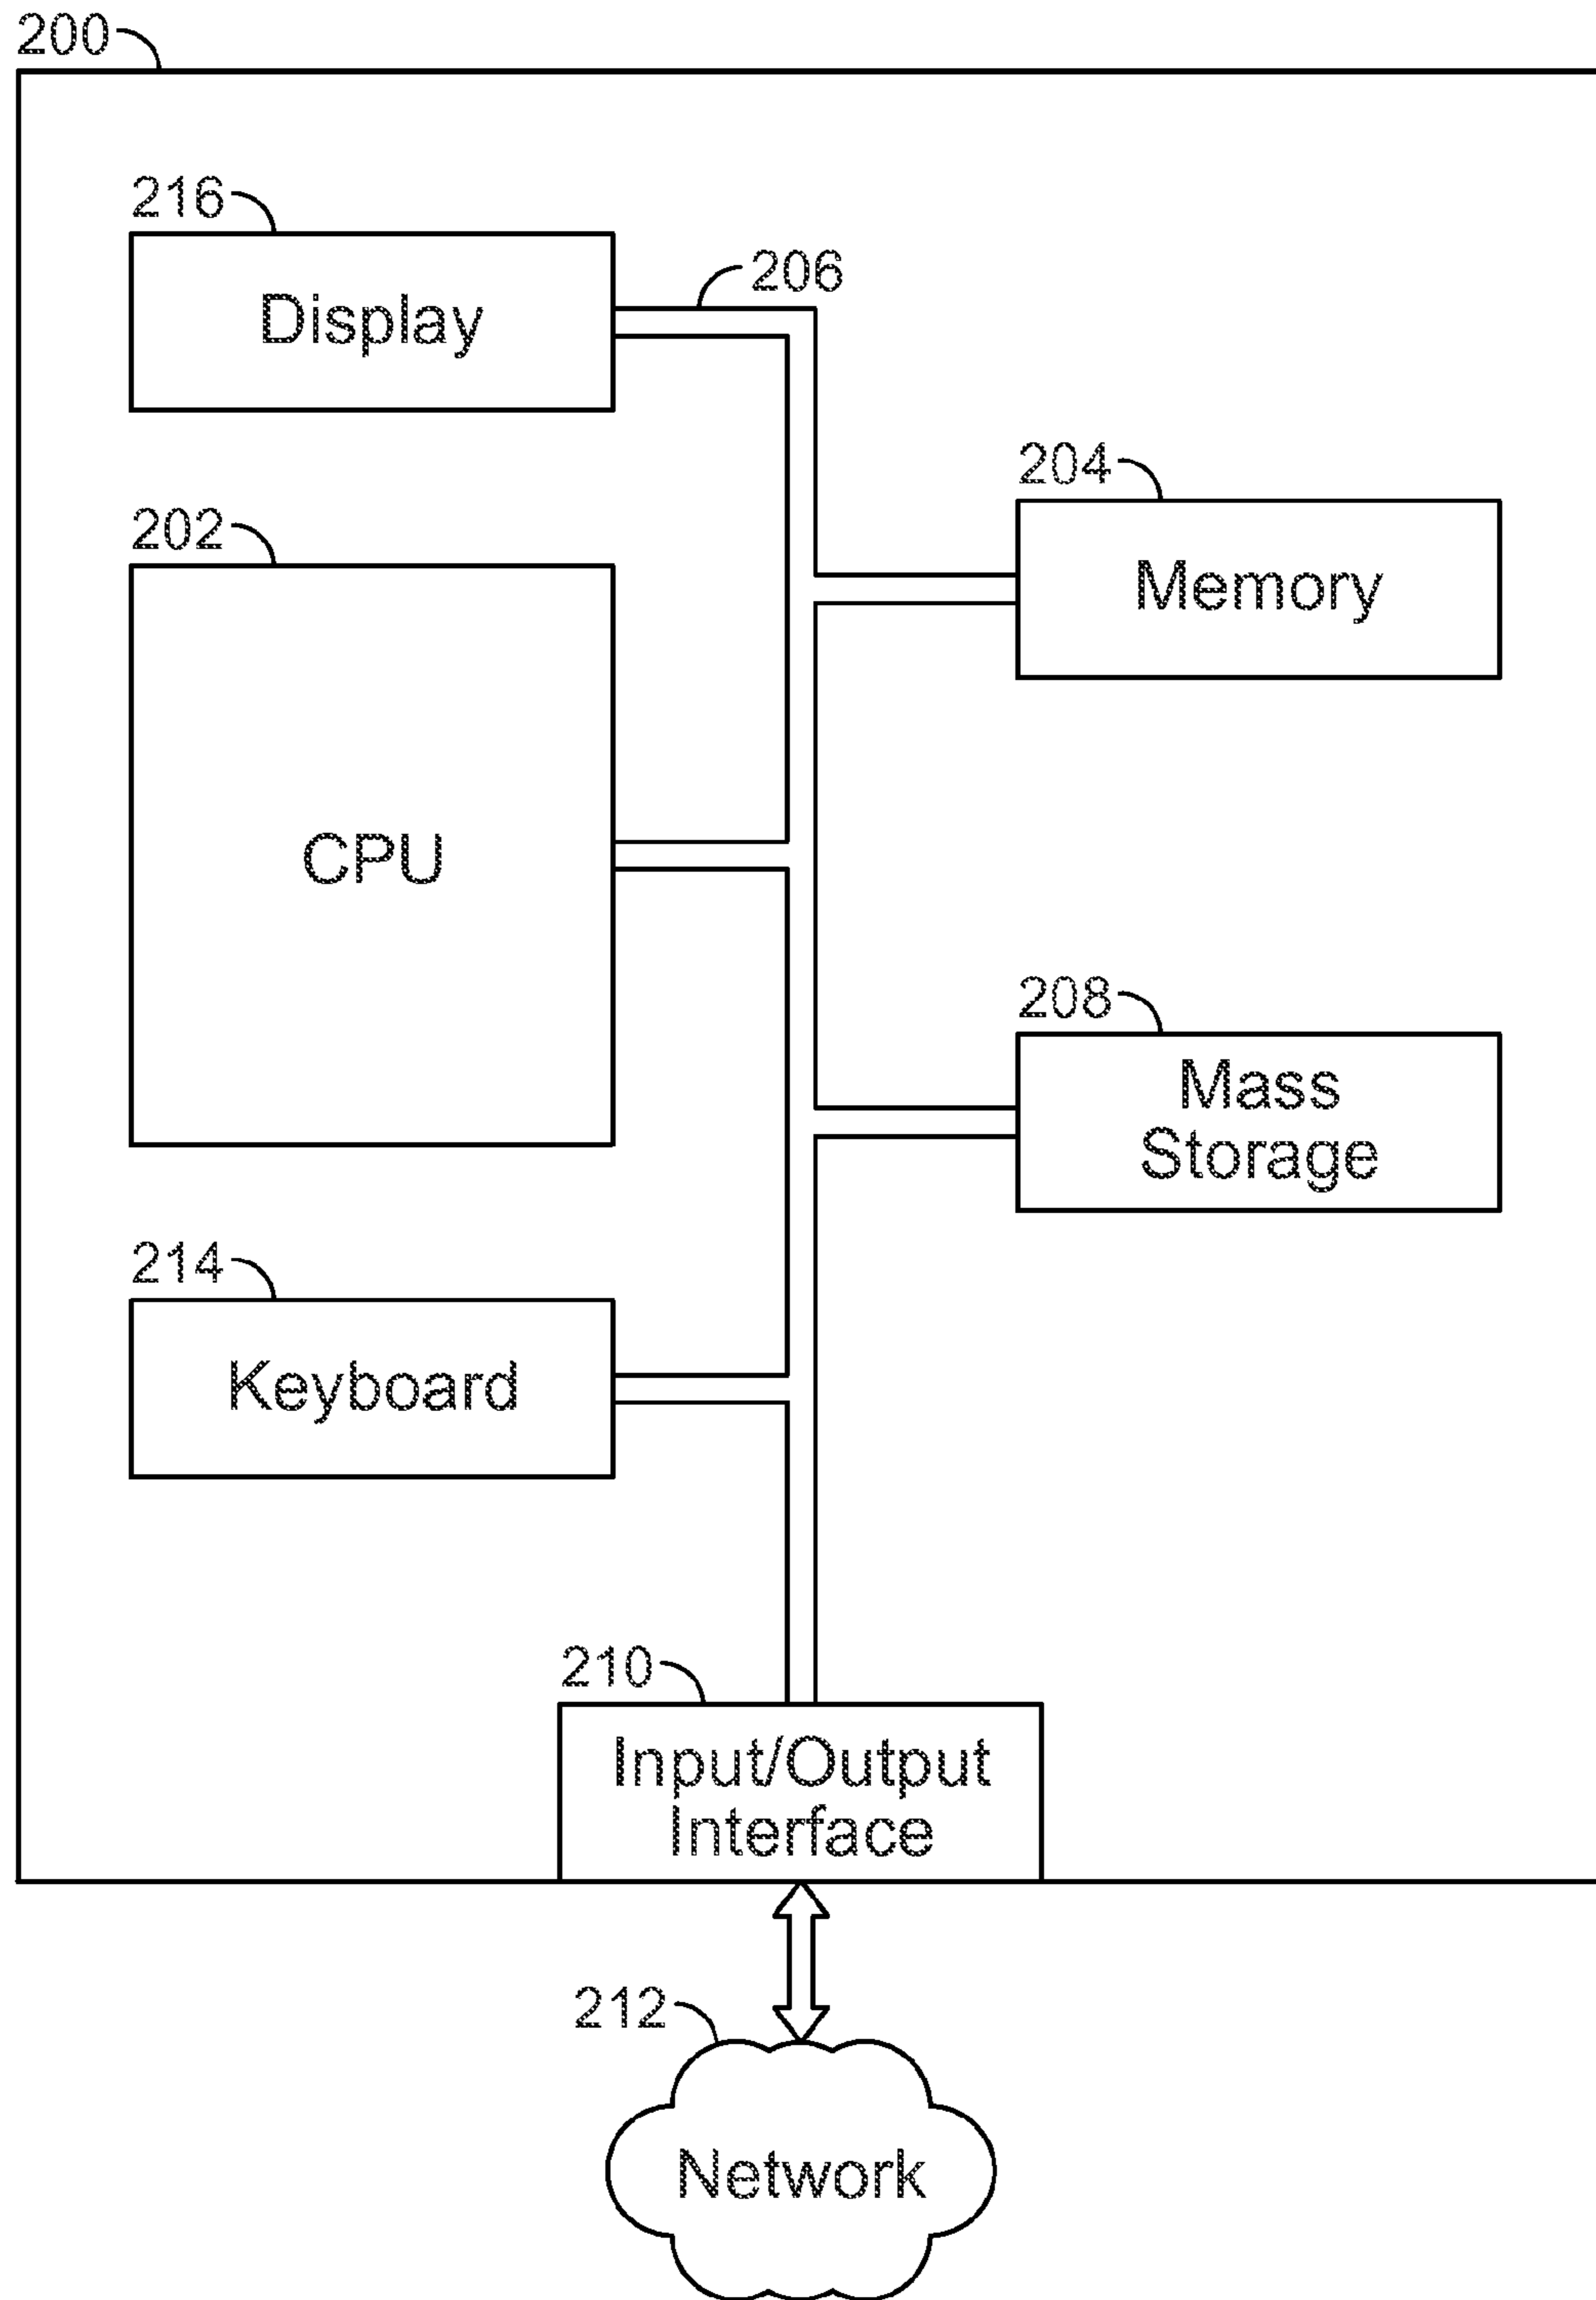 200
216
Display
206
204
Memory
202
CPU
208
Mass
Storage
214
Keyboard
210
Input/Output
Interface
212
Network